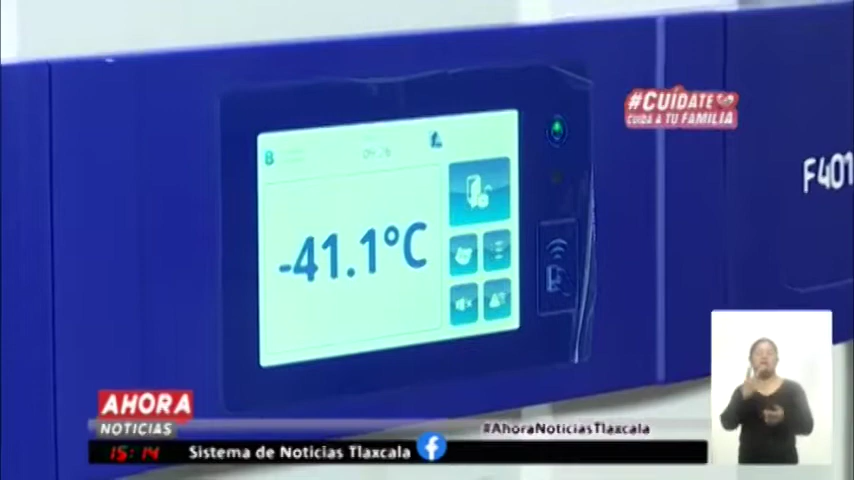 #CUÍDATE
CUIDA A TU FAMILIA
F401
-41.1°C
AHORA
NOTICIAS
#AhoraNoticiasTlaxcala
15:14 Sistema de Noticias Tlaxcala